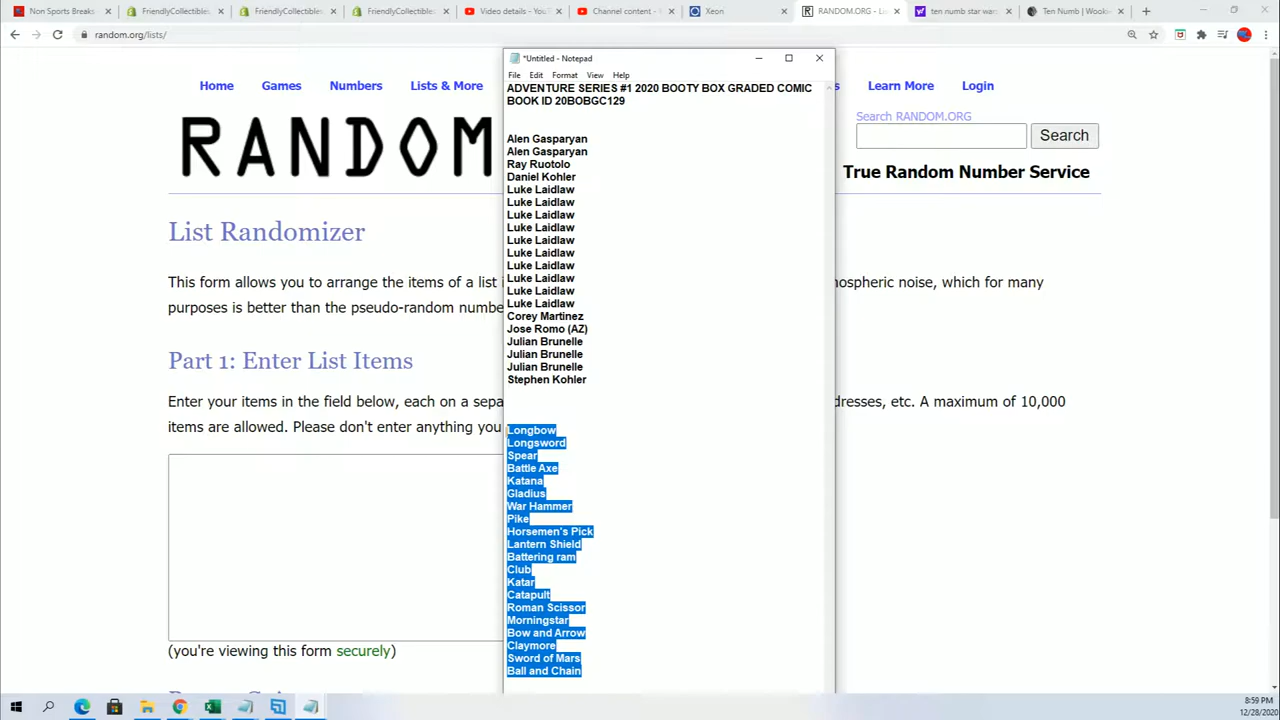 Non Sports Breaks
FriendlyCollectibles
FriendlyCollectibles
FriendlyCollectibles
Video details - YouT
Channel content -
Xeon
RANDOM.ORG - Li
ten numb star wars
Ten Numb | Wookie
random.org/lists/
*Untitled - Notepad
File Edit Format View Help
ADVENTURE SERIES #1 2020 BOOTY BOX GRADED COMIC
BOOK ID 20BOBGC129
Alen Gasparyan
Alen Gasparyan
Ray Ruotolo
Daniel Kohler
Luke Laidlaw
Luke Laidlaw
Luke Laidlaw
Luke Laidlaw
Luke Laidlaw
Luke Laidlaw
Luke Laidlaw
Luke Laidlaw
Luke Laidlaw
Luke Laidlaw
Corey Martinez
Jose Romo (AZ)
Julian Brunelle
Julian Brunelle
Julian Brunelle
Stephen Kohler
Longbow
Longsword
Spear
Battle Axe
Katana
Gladius
War Hammer
Pike
Horsemen's Pick
Lantern Shield
Battering ram
Club
Katar
Catapult
Roman Scissor
Morningstar
Bow and Arrow
Claymore
Sword of Mars
Ball and Chain
Home Games Numbers Lists & More Learn More Login
RANDOM
Search RANDOM.ORG
Search
True Random Number Service
List Randomizer
This form allows you to arrange the items of a list ospheric noise, which for many
purposes is better than the pseudo-random numbe
Part 1: Enter List Items
Enter your items in the field below, each on a sepa dresses, etc. A maximum of 10,000
items are allowed. Please don't enter anything you
(you're viewing this form securely)
8:59 PM
12/28/2020